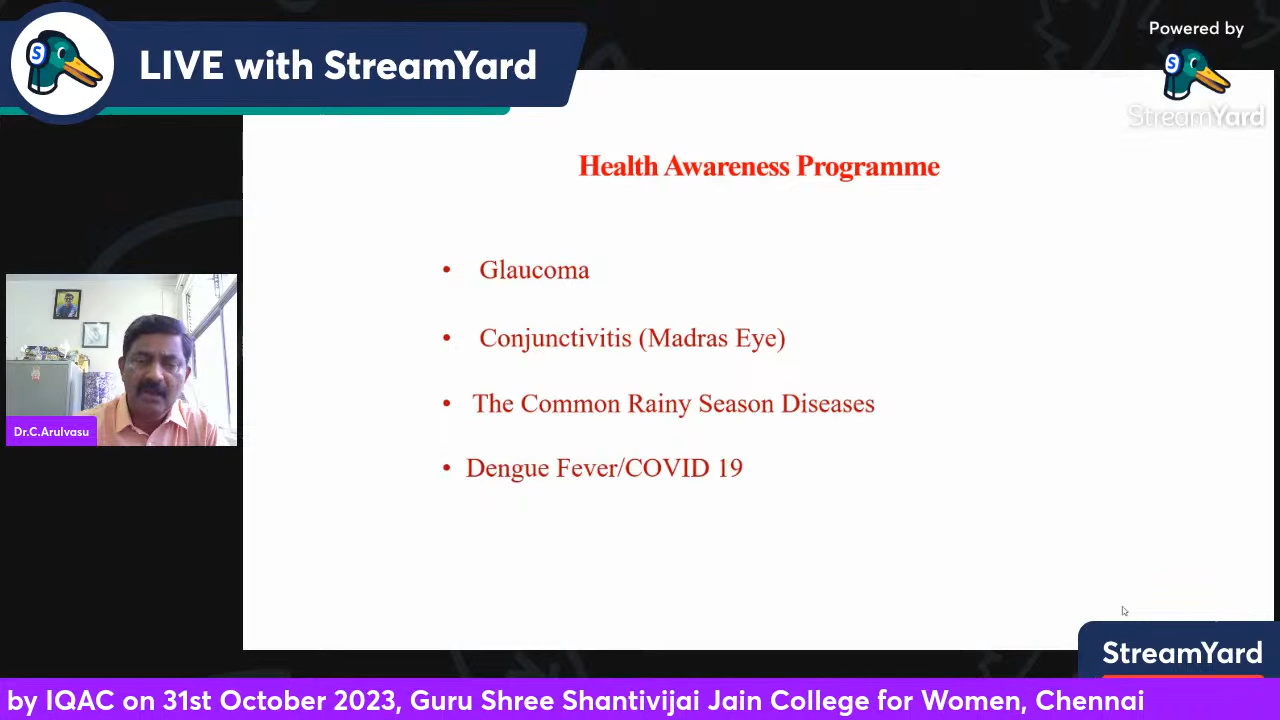 LIVE with StreamYard
Powered by
StreamYard
Health Awareness Programme
• Glaucoma
• Conjunctivitis (Madras Eye)
• The Common Rainy Season Diseases
• Dengue Fever/COVID 19
Dr.C.Arulvasu
StreamYard
by IQAC on 31st October 2023, Guru Shree Shantivijai Jain College for Women, Chennai